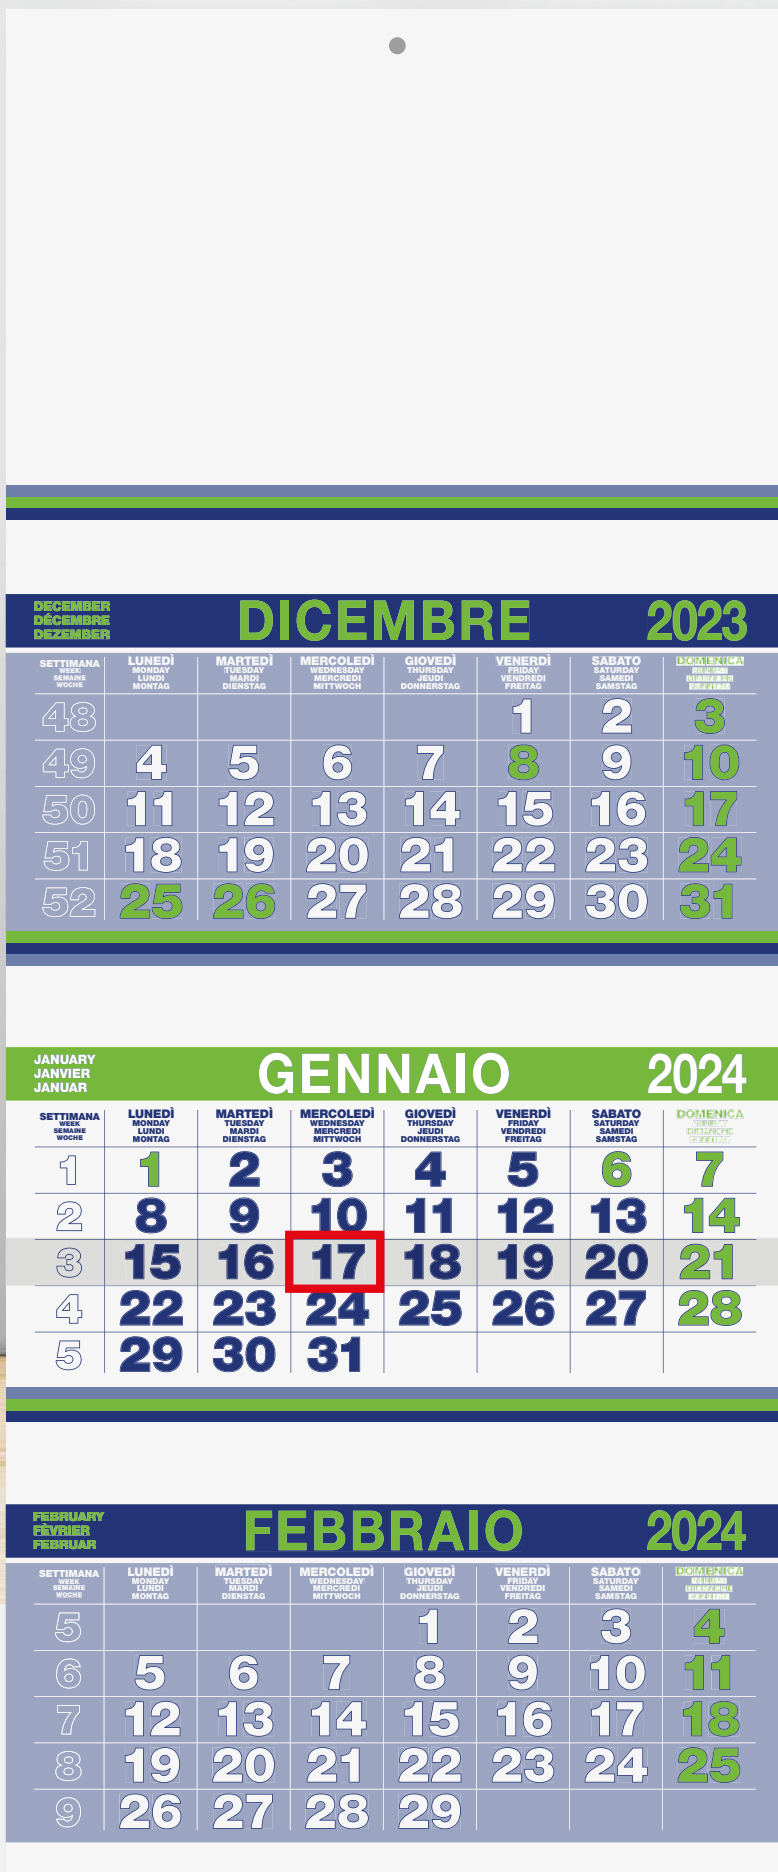 DECEMBER
DÉCEMBRE
DEZEMBER
DICEMBRE
2023
SETTIMANA LUNEDÌ MARTEDÌ MERCOLEDÌ GIOVEDÌ VENERDÌ SABATO DOMENICA
WEEK MONDAY TUESDAY WEDNESDAY THURSDAY FRIDAY SATURDAY
SEMAINE LUNDI MARDI MERCREDI JEUDI VENDREDI SAMEDI
WOCHE MONTAG DIENSTAG MITTWOCH DONNERSTAG FREITAG SAMSTAG
48 1 2 3
49 4 5 6 7 8 9 10
50 11 12 13 14 15 16 17
51 18 19 20 21 22 23 24
52 25 26 27 28 29 30 31
JANUARY
JANVIER
JANUAR
GENNAIO
2024
SETTIMANA LUNEDÌ MARTEDÌ MERCOLEDÌ GIOVEDÌ VENERDÌ SABATO DOMENICA
WEEK MONDAY TUESDAY WEDNESDAY THURSDAY FRIDAY SATURDAY
SEMAINE LUNDI MARDI MERCREDI JEUDI VENDREDI SAMEDI
WOCHE MONTAG DIENSTAG MITTWOCH DONNERSTAG FREITAG SAMSTAG
1 1 2 3 4 5 6 7
2 8 9 10 11 12 13 14
3 15 16 17 18 19 20 21
4 22 23 24 25 26 27 28
5 29 30 31
FEBRUARY
FÈVRIER
FEBRUAR
FEBBRAIO
2024
SETTIMANA LUNEDÌ MARTEDÌ MERCOLEDÌ GIOVEDÌ VENERDÌ SABATO DOMENICA
WEEK MONDAY TUESDAY WEDNESDAY THURSDAY FRIDAY SATURDAY
SEMAINE LUNDI MARDI MERCREDI JEUDI VENDREDI SAMEDI
WOCHE MONTAG DIENSTAG MITTWOCH DONNERSTAG FREITAG SAMSTAG
5 1 2 3 4
6 5 6 7 8 9 10 11
7 12 13 14 15 16 17 18
8 19 20 21 22 23 24 25
9 26 27 28 29